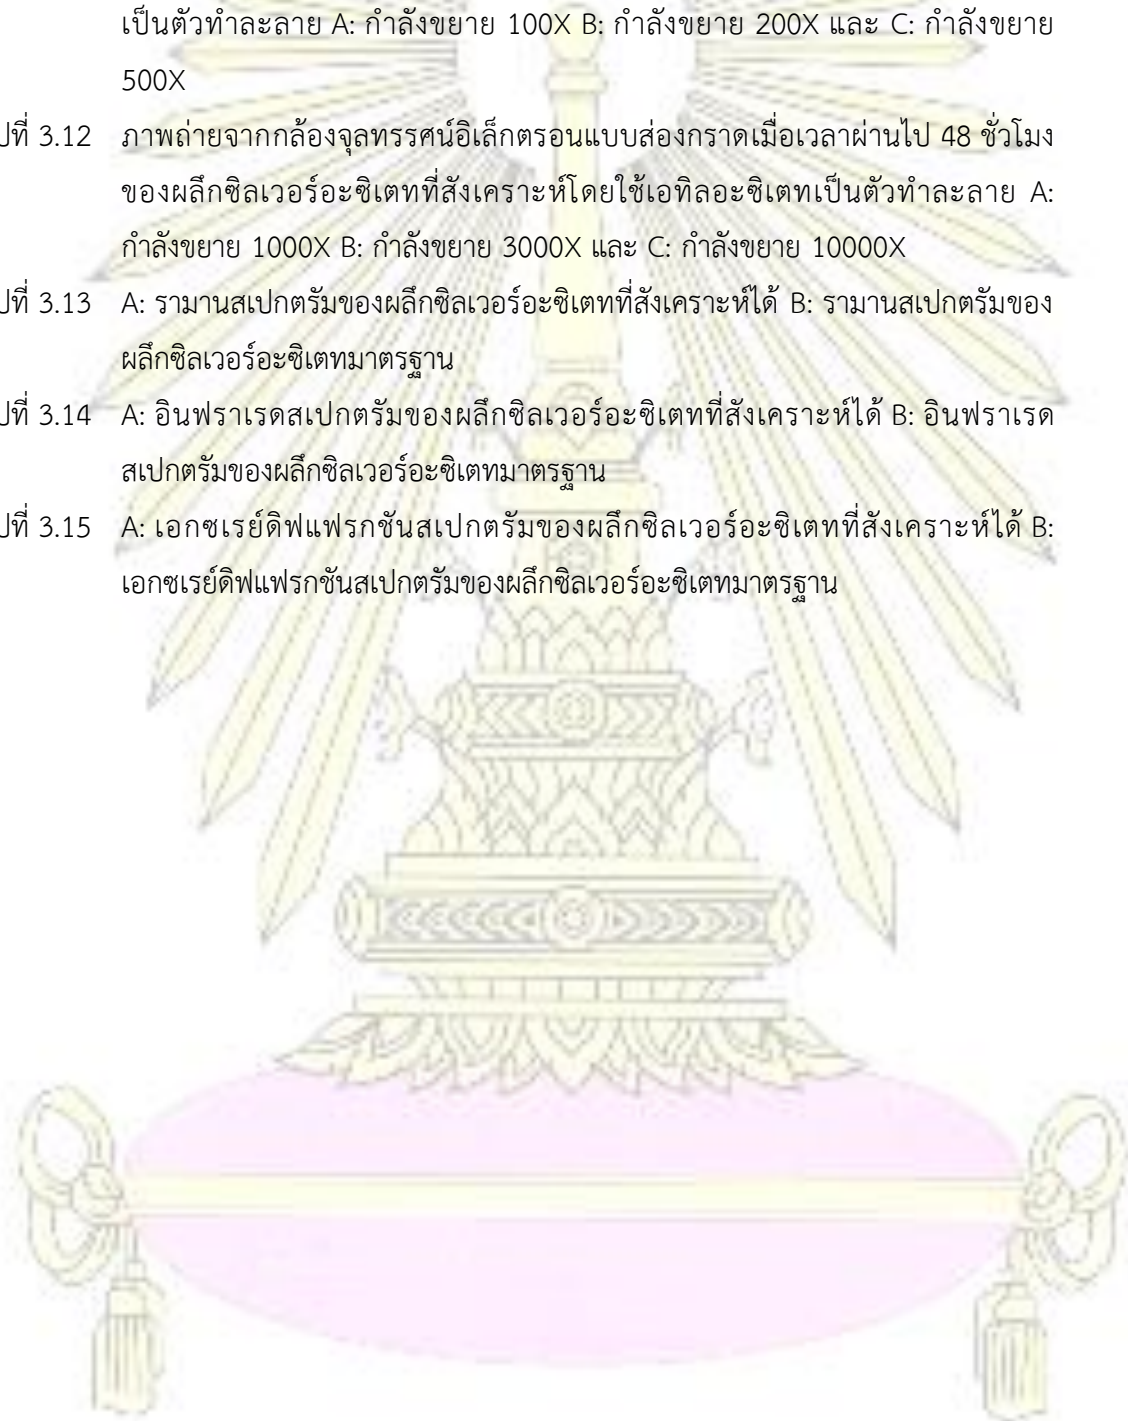 เป็นตัวทำละลาย A: กำลังขยาย 100X B: กำลังขยาย 200X และ C: กำลังขยาย
500X
ปที่ 3.12 ภาพถ่ายจากกล้องจุลทรรศน์อิเล็กตรอนแบบส่องกราดเมื่อเวลาผ่านไป 48 ชั่วโมง
ของผลึกซิลเวอร์อะซิเตทที่สังเคราะห์โดยใช้เอทิลอะซิเตทเป็นตัวทำละลาย A:
กำลังขยาย 1000X B: กำลังขยาย 3000X และ C: กำลังขยาย 10000X
ปที่ 3.13 A: รามานสเปกตรัมของผลึกซิลเวอร์อะซิเตทที่สังเคราะห์ได้ B: รามานสเปกตรัมของ
ผลึกซิลเวอร์อะซิเตทมาตรฐาน
ปที่ 3.14 A: อินฟราเรดสเปกตรัมของผลึกซิลเวอร์อะซิเตทที่สังเคราะห์ได้ B: อินฟราเรด
สเปกตรัมของผลึกซิลเวอร์อะซิเตทมาตรฐาน
ปที่ 3.15 A: เอกซเรย์ดิฟแฟรกชันสเปกตรัมของผลึกซิลเวอร์อะซิเตทที่สังเคราะห์ได้ B:
เอกซเรย์ดิฟแฟรกชันสเปกตรัมของผลึกซิลเวอร์อะซิเตทมาตรฐาน